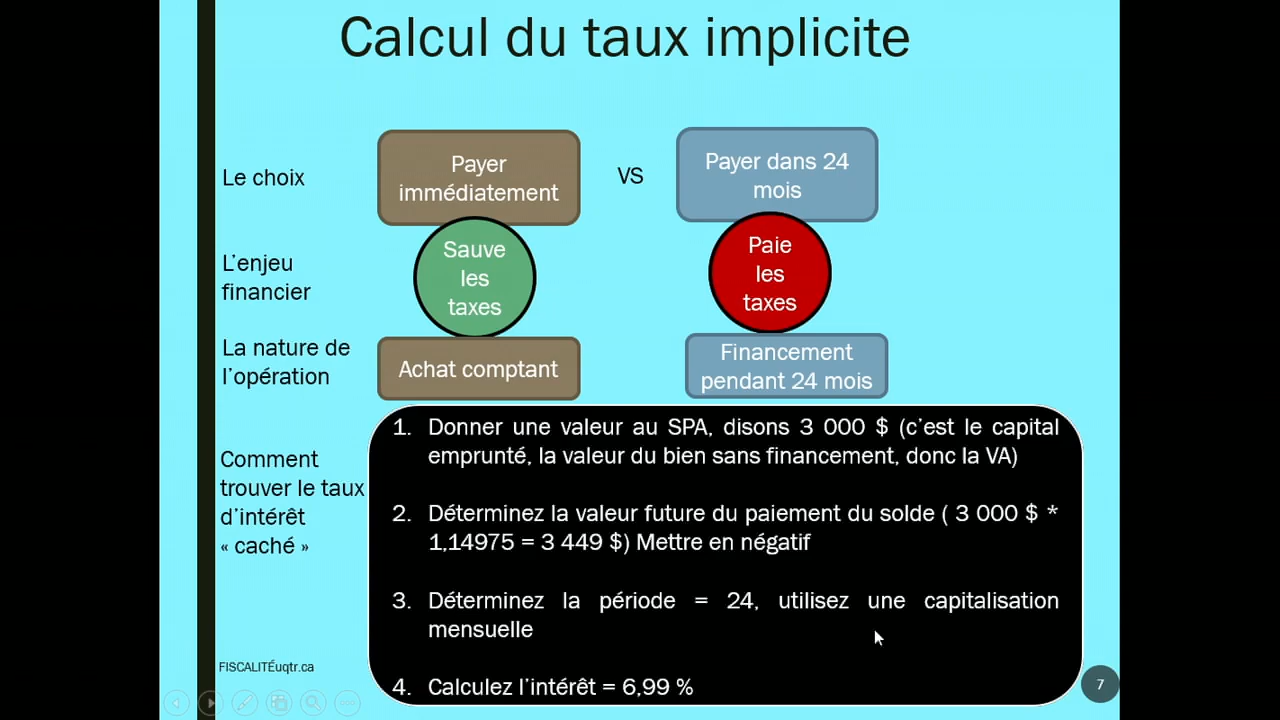 Calcul du taux implicite
Le choix
Payer
immédiatement
VS
Payer dans 24
mois
L'enjeu
financier
Sauve
les
taxes
Paie
les
taxes
La nature de
l'opération
Achat comptant
Financement
pendant 24 mois
Comment
trouver le taux
d'intérêt
« caché »
1. Donner une valeur au SPA, disons 3 000 $ (c'est le capital
emprunté, la valeur du bien sans financement, donc la VA)
2. Déterminez la valeur future du paiement du solde ( 3 000 $ *
1,14975 = 3 449 $) Mettre en négatif
3. Déterminez la période = 24, utilisez une capitalisation
mensuelle
4. Calculez l'intérêt = 6,99 %
FISCALITÉuqtr.ca
7